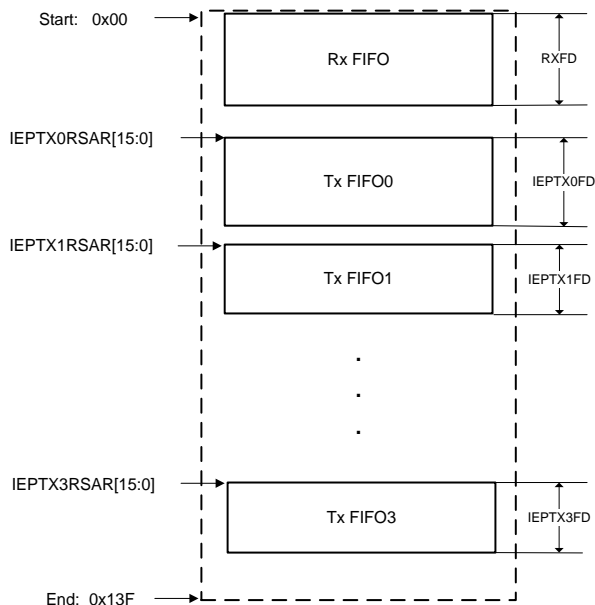 Start: 0x00
Rx FIFO
RXFD
IEPTX0RSAR[15:0]
Tx FIFO0
IEPTX0FD
IEPTX1RSAR[15:0]
Tx FIFO1
IEPTX1FD
.
.
.
IEPTX3RSAR[15:0]
Tx FIFO3
IEPTX3FD
End: 0x13F